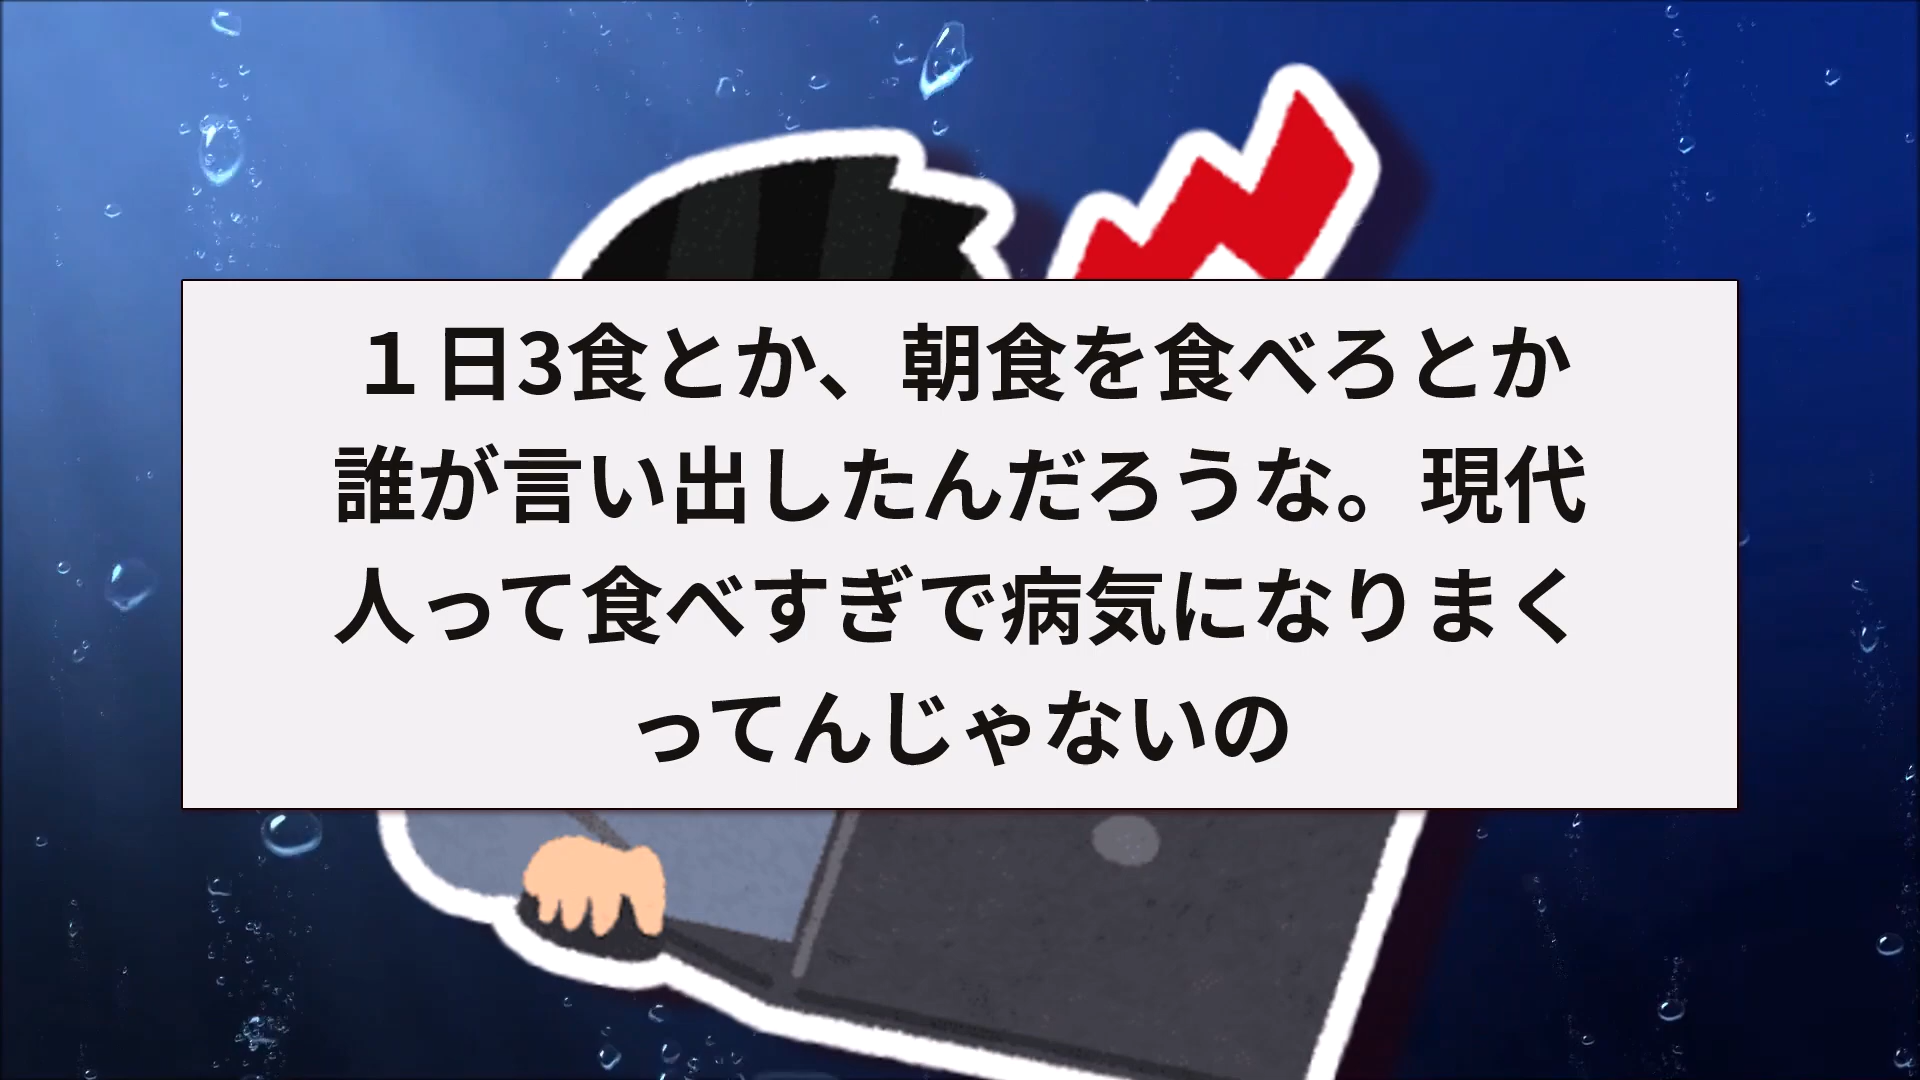 １日3食とか、朝食を食べろとか
誰が言い出したんだろうな。現代
人って食べすぎで病気になりまく
ってんじゃないの